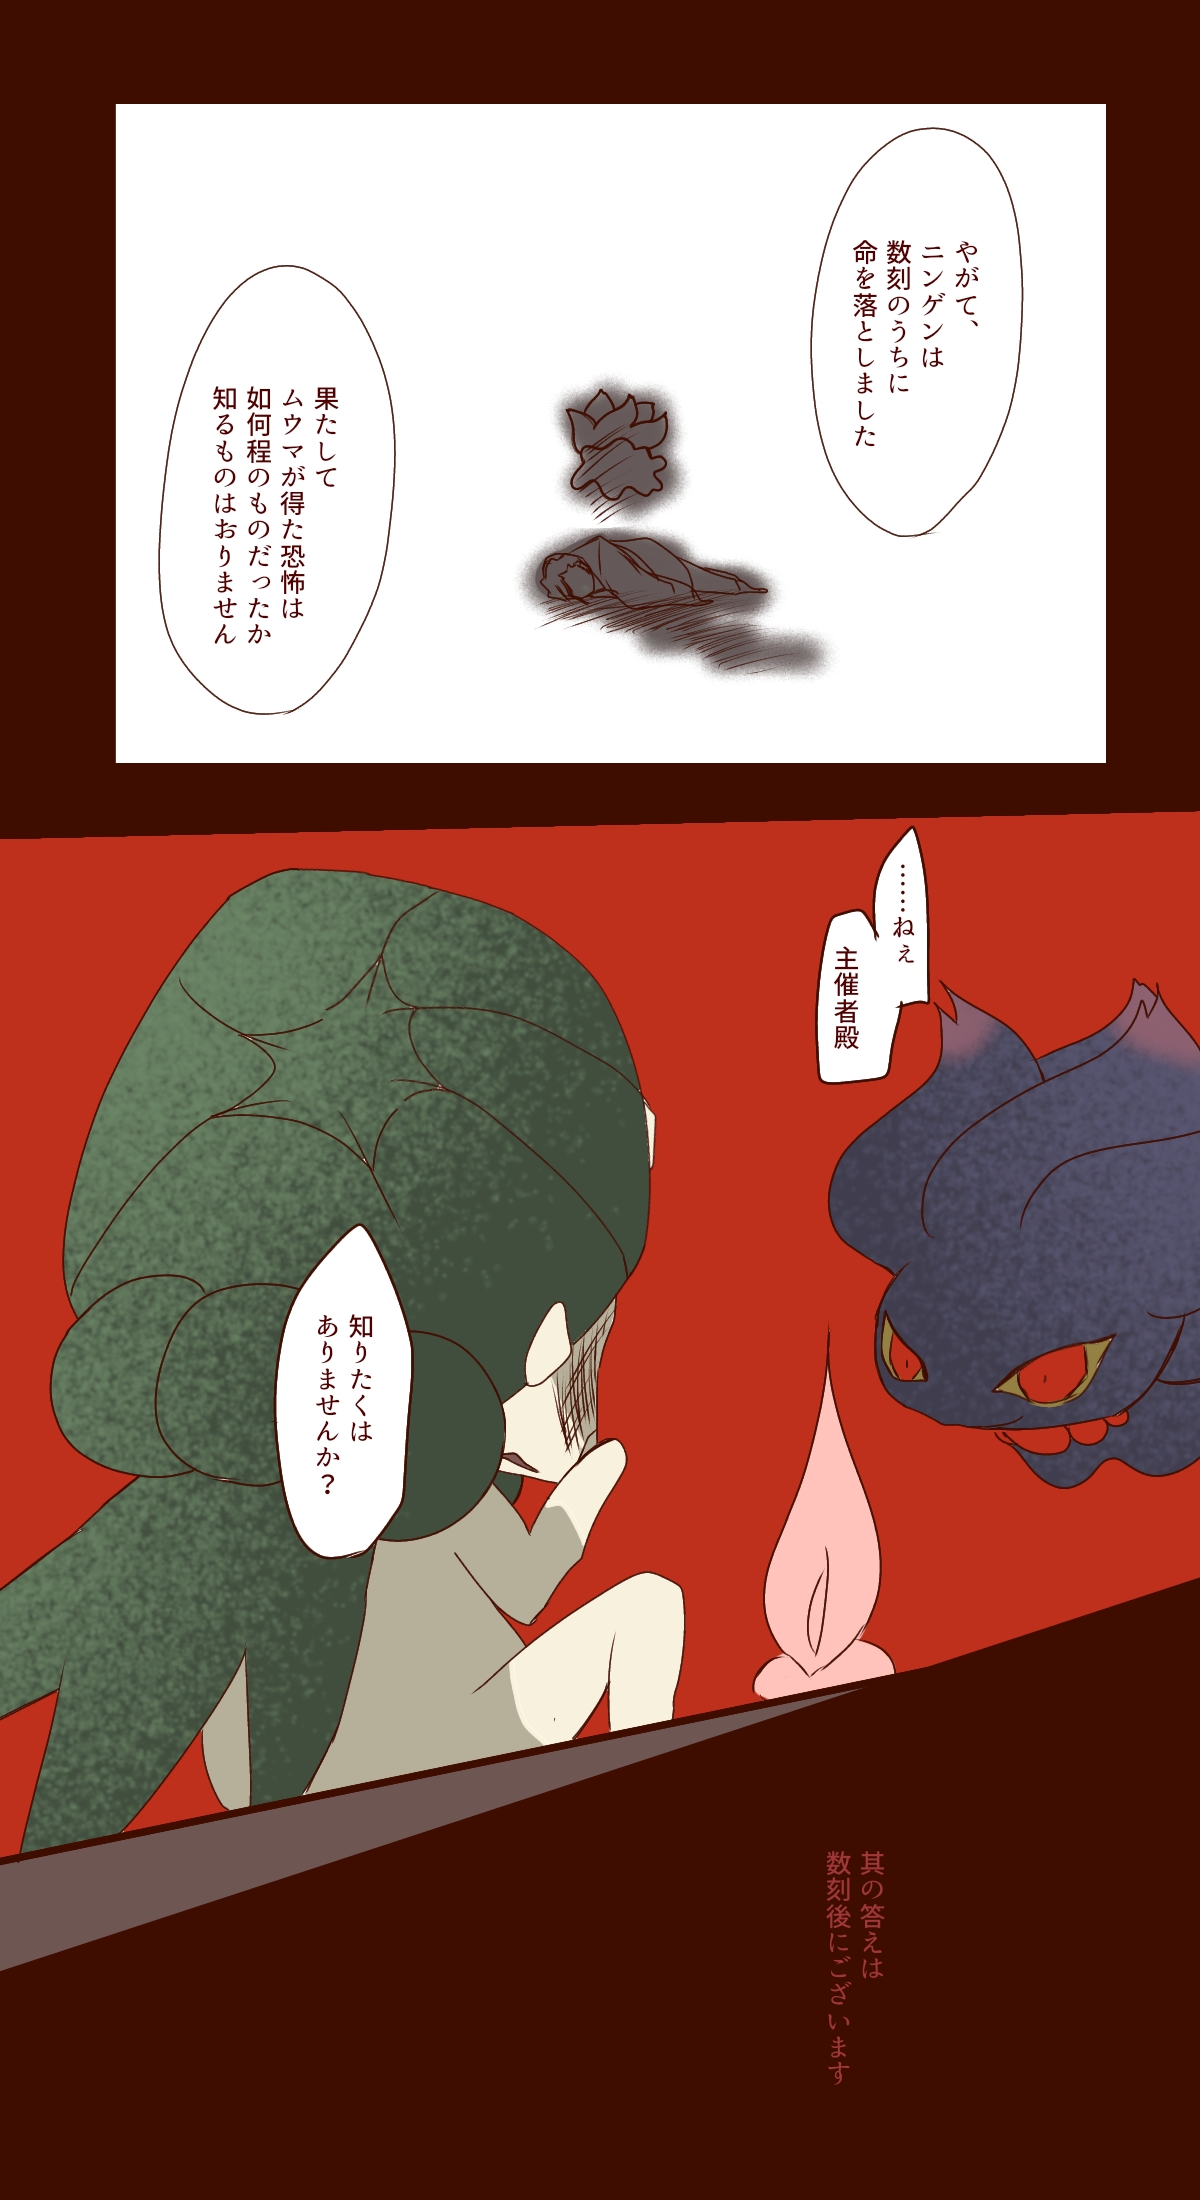 やがて、
ニンゲンは
数刻のうちに
命を落としました
果たして
ムウマが得た恐怖は
如何程のものだったか
知るものはおりません
……ねぇ
主催者殿
知りたくは
ありませんか？
其の答えは
数刻後にございます